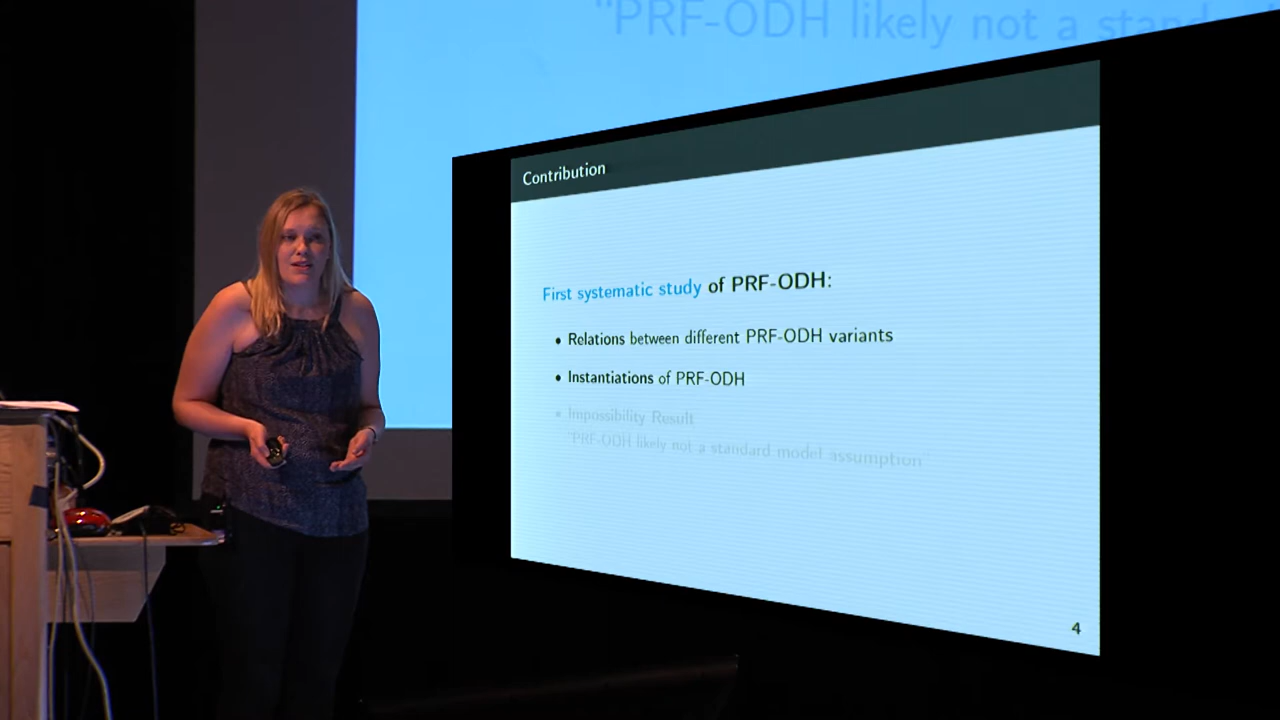 "PRF-ODH likely not a standard
Contribution
First systematic study of PRF-ODH:
• Relations between different PRF-ODH variants
• Instantiations of PRF-ODH
• Impossibility Result
"PRF-ODH likely not a standard model assumption"
4